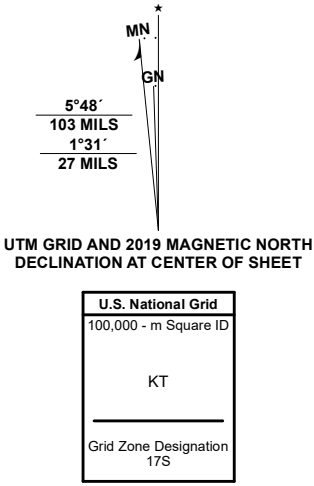 MN
GN
5°48´
103 MILS
1°31´
27 MILS
UTM GRID AND 2019 MAGNETIC NORTH
DECLINATION AT CENTER OF SHEET
U.S. National Grid
100,000 - m Square ID
KT
Grid Zone Designation
17S